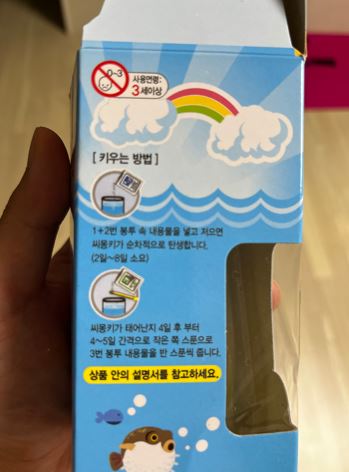 0-3
사용연령:
3세이상
[ 키우는 방법 ]
1+2번 봉투 속 내용물을 넣고 저으면
씨몽키가 순차적으로 탄생합니다.
(2일~8일 소요)
씨몽키가 태어난지 4일 후 부터
4~5일 간격으로 작은 쪽 스푼으로
3번 봉투 내용물을 반 스푼씩 줍니다.
상품 안의 설명서를 참고하세요.